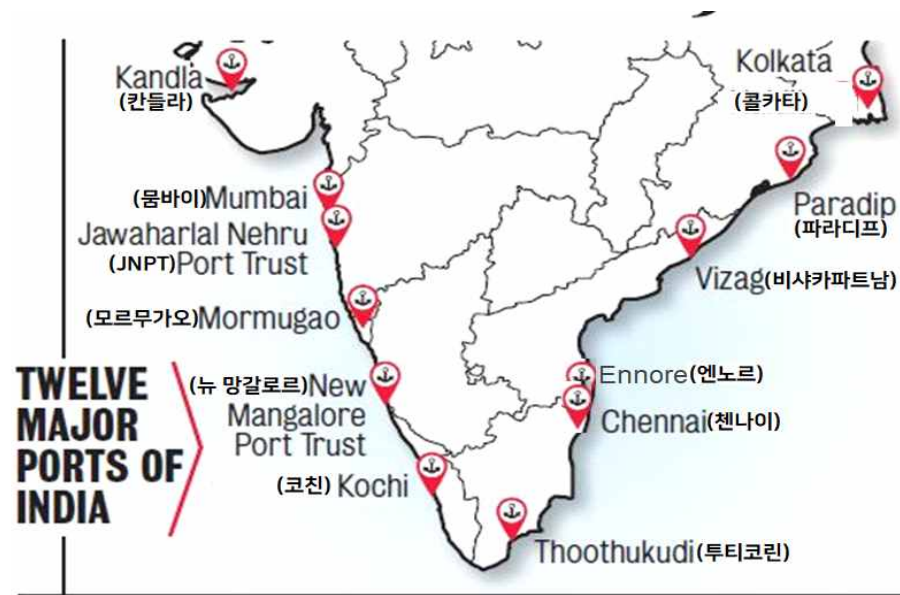 Kandla
(칸들라)
Kolkata
(콜카타)
(뭄바이)Mumbai
Jawaharlal Nehru
(JNPT)Port Trust
Paradip
(파라디프)
Vizag(비샤카파트남)
(모르무가오)Mormugao
TWELVE
MAJOR
PORTS OF
INDIA
(뉴 망갈로르)New
Mangalore
Port Trust
Ennore(엔노르)
Chennai(첸나이)
(코친) Kochi
Thoothukudi(투티코린)